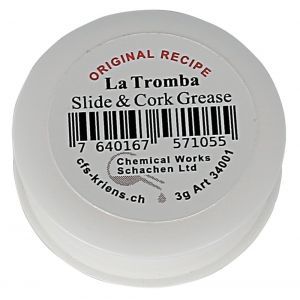 ORIGINAL RECIPE
La Tromba
Slide & Cork Grease
7 640167 571055
Chemical Works
Schachen Ltd
cfs-kriens.ch
3g Art 34001